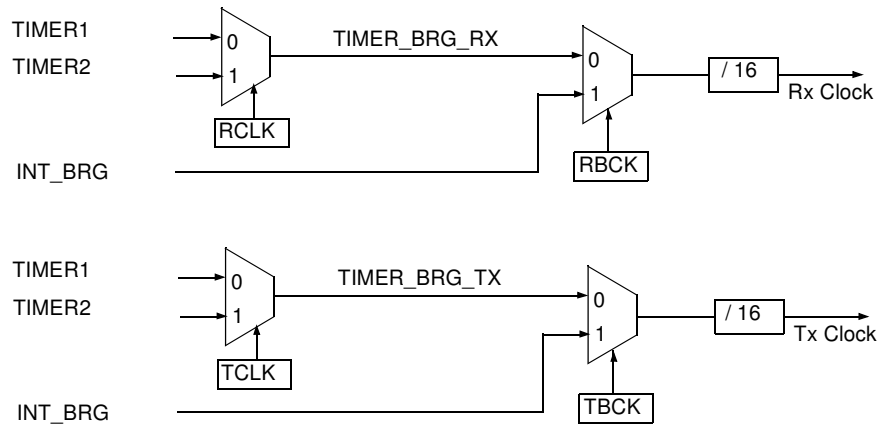 TIMER1
0
TIMER_BRG_RX
TIMER2
1
0
/ 16
1
Rx Clock
RCLK
RBCK
INT_BRG
TIMER1
0
TIMER_BRG_TX
TIMER2
1
0
/ 16
1
Tx Clock
TCLK
TBCK
INT_BRG